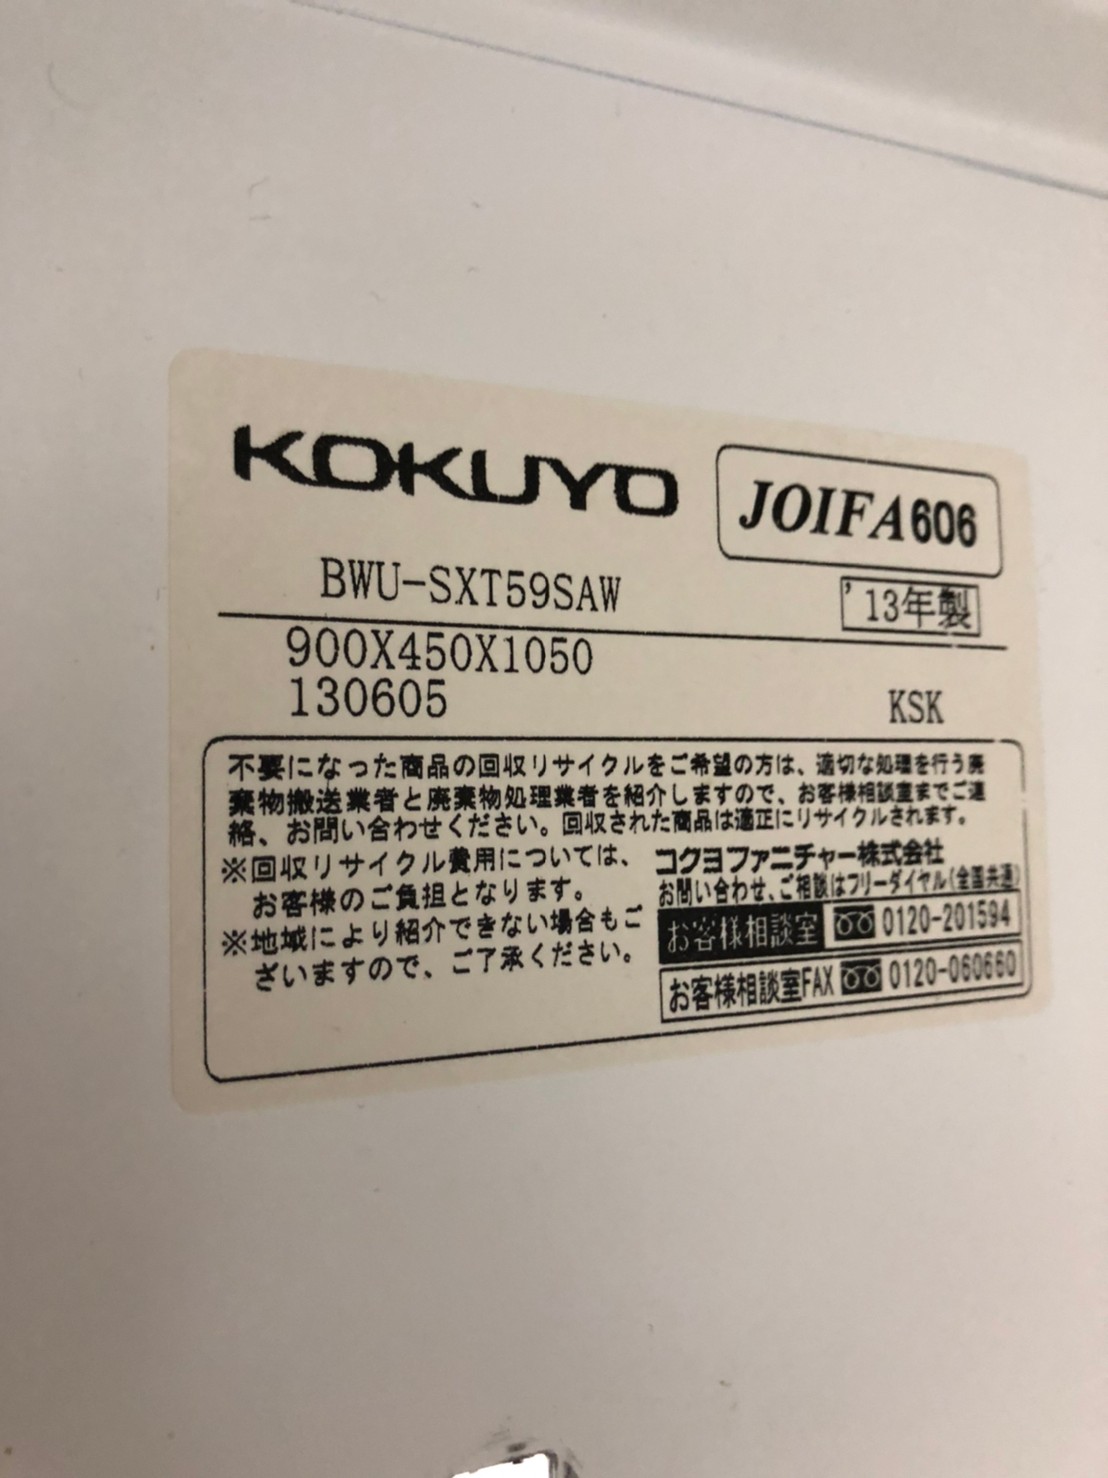 KOKUYO
JOIFA606
BWU-SXT59SAW
'13年製
900X450X1050
130605
KSK
不要になった商品の回収リサイクルをご希望の方は、適切な処理を行う廃
棄物搬送業者と廃棄物処理業者を紹介しますので、お客様相談室までご連
絡、お問い合わせください。回収された商品は適正にリサイクルされます。
※回収リサイクル費用については、
お客様のご負担となります。
※地域により紹介できない場合もご
ざいますので、ご了承ください。
コクヨファニチャー株式会社
お問い合わせ、ご相談はフリーダイヤル(全国共通)
お客様相談室 0120-201594
お客様相談室FAX 0120-060660